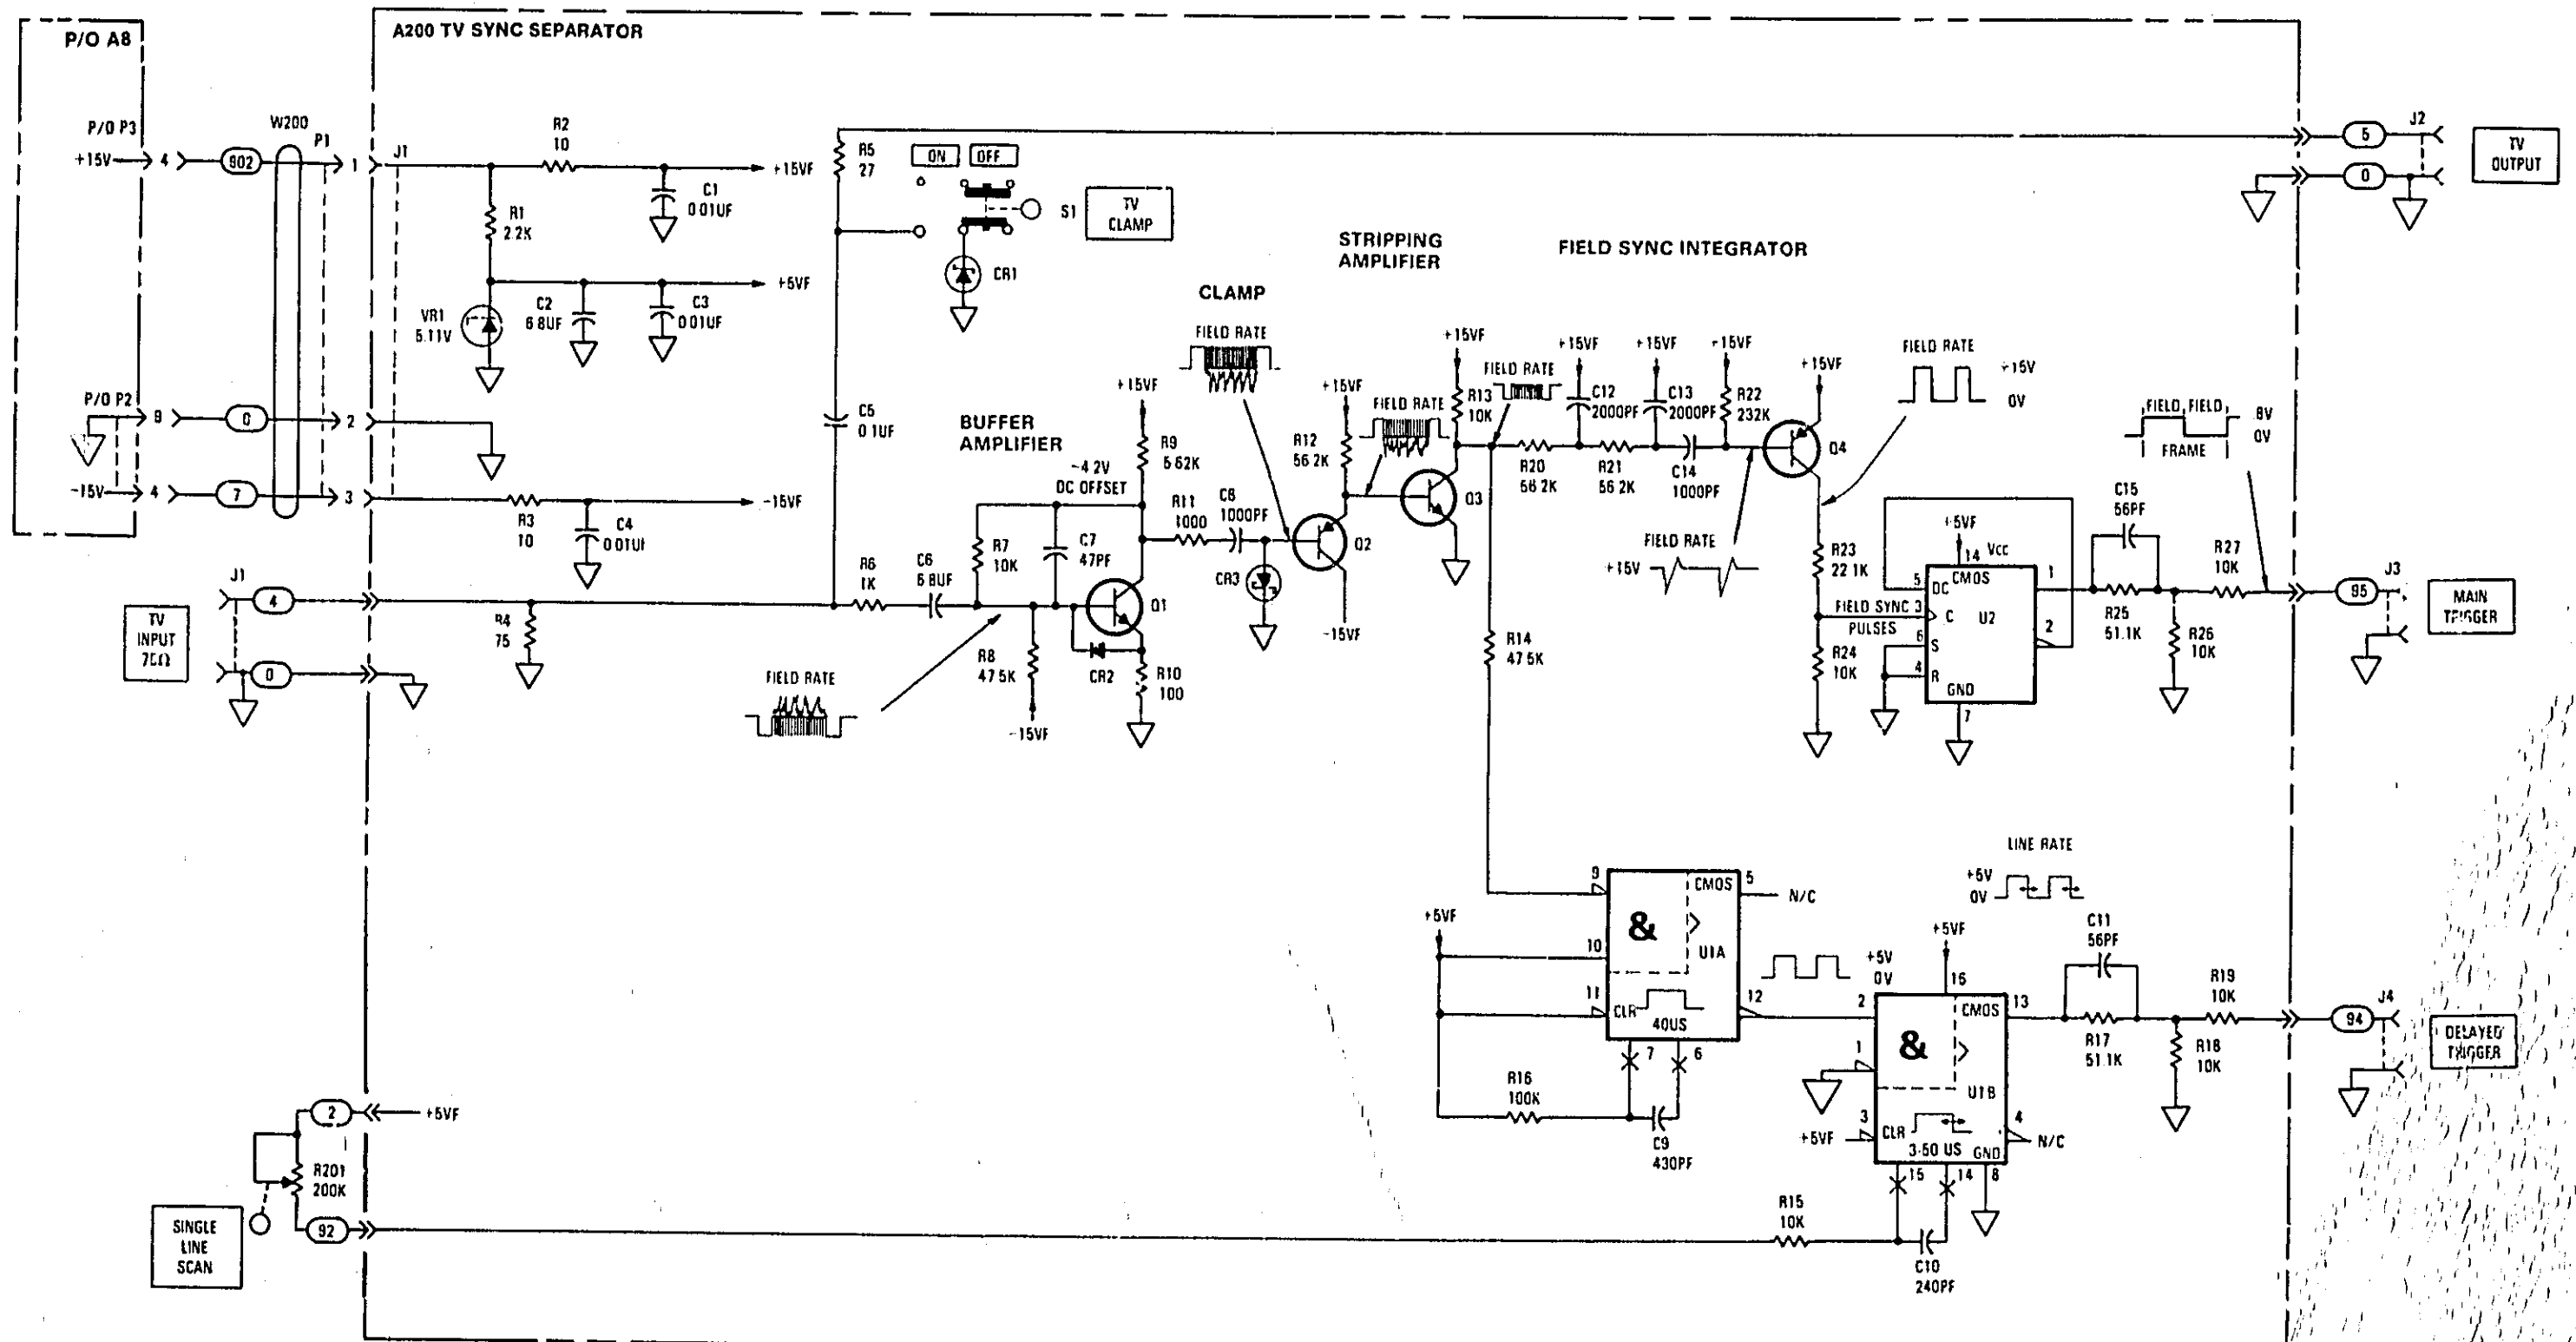 P/O A8
A200 TV SYNC SEPARATOR
P/O P3
+15V
4
902
W200
P1
1
J1
R2
10
+15VF
C1
0.01UF
R1
2.2K
+5VF
VR1
5.11V
C2
6.8UF
C3
0.01UF
P/O P2
9
0
2
-15V
4
7
3
R3
10
C4
0.01UF
-15VF
R5
27
ON
OFF
S1
TV
CLAMP
CR1
5
J2
0
TV
OUTPUT
C5
0.1UF
J1
4
TV
INPUT
75Ω
0
R4
75
R6
1K
C6
6.8UF
FIELD RATE
BUFFER
AMPLIFIER
-4.2V
DC OFFSET
+15VF
R9
5.62K
R7
10K
C7
47PF
R8
47.5K
-15VF
CR2
Q1
R10
100
R11
1000
C8
1000PF
CR3
CLAMP
FIELD RATE
Q2
-15VF
+15VF
R12
56.2K
FIELD RATE
STRIPPING
AMPLIFIER
+15VF
R13
10K
Q3
FIELD RATE
FIELD SYNC INTEGRATOR
+15VF
C12
2000PF
+15VF
C13
2000PF
+15VF
R22
232K
R20
56.2K
R21
56.2K
C14
1000PF
FIELD RATE
+15V
+15VF
Q4
FIELD RATE
+15V
0V
R23
22.1K
FIELD SYNC
PULSES
R24
10K
+5VF
14
VCC
CMOS
5
DC
3
C
6
S
4
R
U2
GND
7
1
2
C15
56PF
R25
51.1K
R26
10K
R27
10K
FIELD
FIELD
FRAME
.8V
0V
95
J3
MAIN
TRIGGER
R14
47.5K
9
10
11
&
CMOS
5
N/C
U1A
CLR
40US
12
7
6
+5VF
R16
100K
C9
430PF
+5V
0V
+5VF
16
2
1
3
+5VF
&
CMOS
13
U1B
CLR
3-50 US
GND
4
N/C
15
14
8
LINE RATE
+5V
0V
C11
56PF
R17
51.1K
R18
10K
R19
10K
94
J4
DELAYED
TRIGGER
2
+5VF
R201
200K
92
SINGLE
LINE
SCAN
R15
10K
C10
240PF